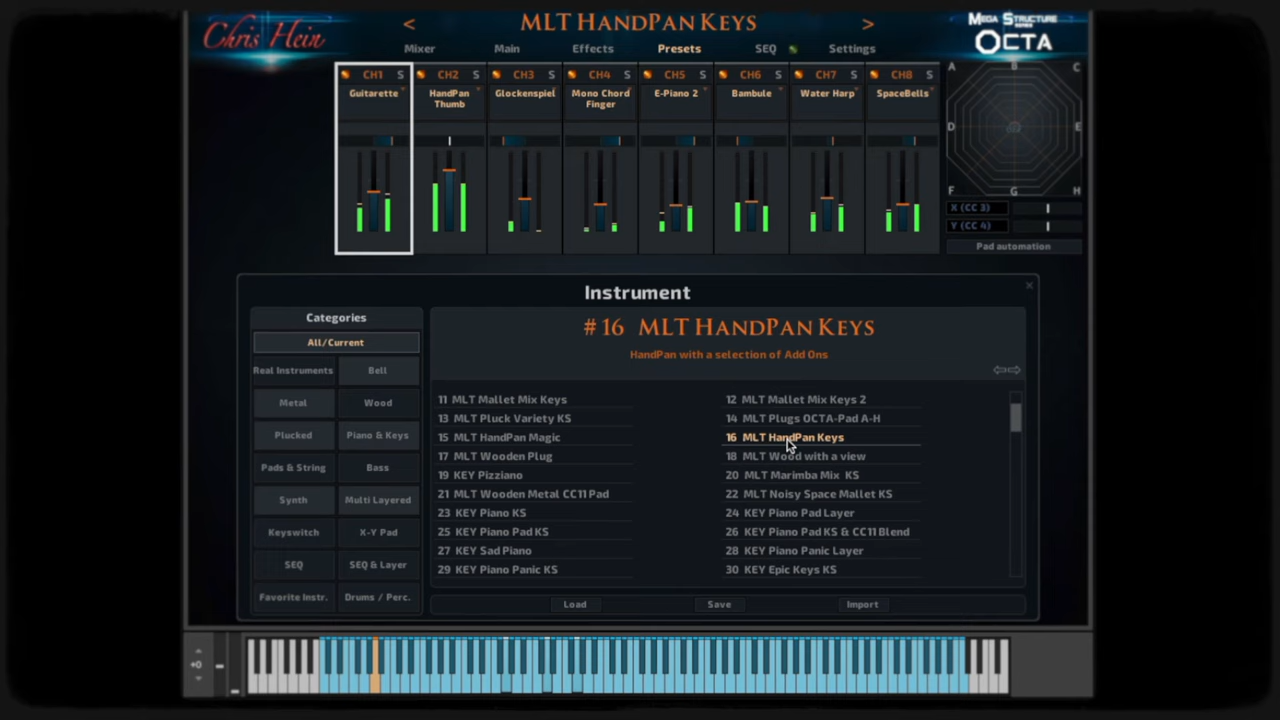 Chris Hein
< MLT HandPan Keys >
Mega Structure
Series
OCTA
Mixer Main Effects Presets SEQ Settings
CH1 S CH2 S CH3 S CH4 S CH5 S CH6 S CH7 S CH8 S
Guitarette
HandPan
Thumb
Glockenspiel
Mono Chord
Finger
E-Piano 2
Bambule
Water Harp
SpaceBells
A B C
D E
F G H
X (CC 3)
Y (CC 4)
Pad automation
Instrument
Categories
All/Current
Real Instruments Bell
Metal Wood
Plucked Piano & Keys
Pads & String Bass
Synth Multi Layered
Keyswitch X-Y Pad
SEQ SEQ & Layer
Favorite Instr. Drums / Perc.
# 16 MLT HandPan Keys
HandPan with a selection of Add Ons
11 MLT Mallet Mix Keys 12 MLT Mallet Mix Keys 2
13 MLT Pluck Variety KS 14 MLT Plugs OCTA-Pad A-H
15 MLT HandPan Magic 16 MLT HandPan Keys
17 MLT Wooden Plug 18 MLT Wood with a view
19 KEY Pizziano 20 MLT Marimba Mix KS
21 MLT Wooden Metal CC11 Pad 22 MLT Noisy Space Mallet KS
23 KEY Piano KS 24 KEY Piano Pad Layer
25 KEY Piano Pad KS 26 KEY Piano Pad KS & CC11 Blend
27 KEY Sad Piano 28 KEY Piano Panic Layer
29 KEY Piano Panic KS 30 KEY Epic Keys KS
Load Save Import
+0